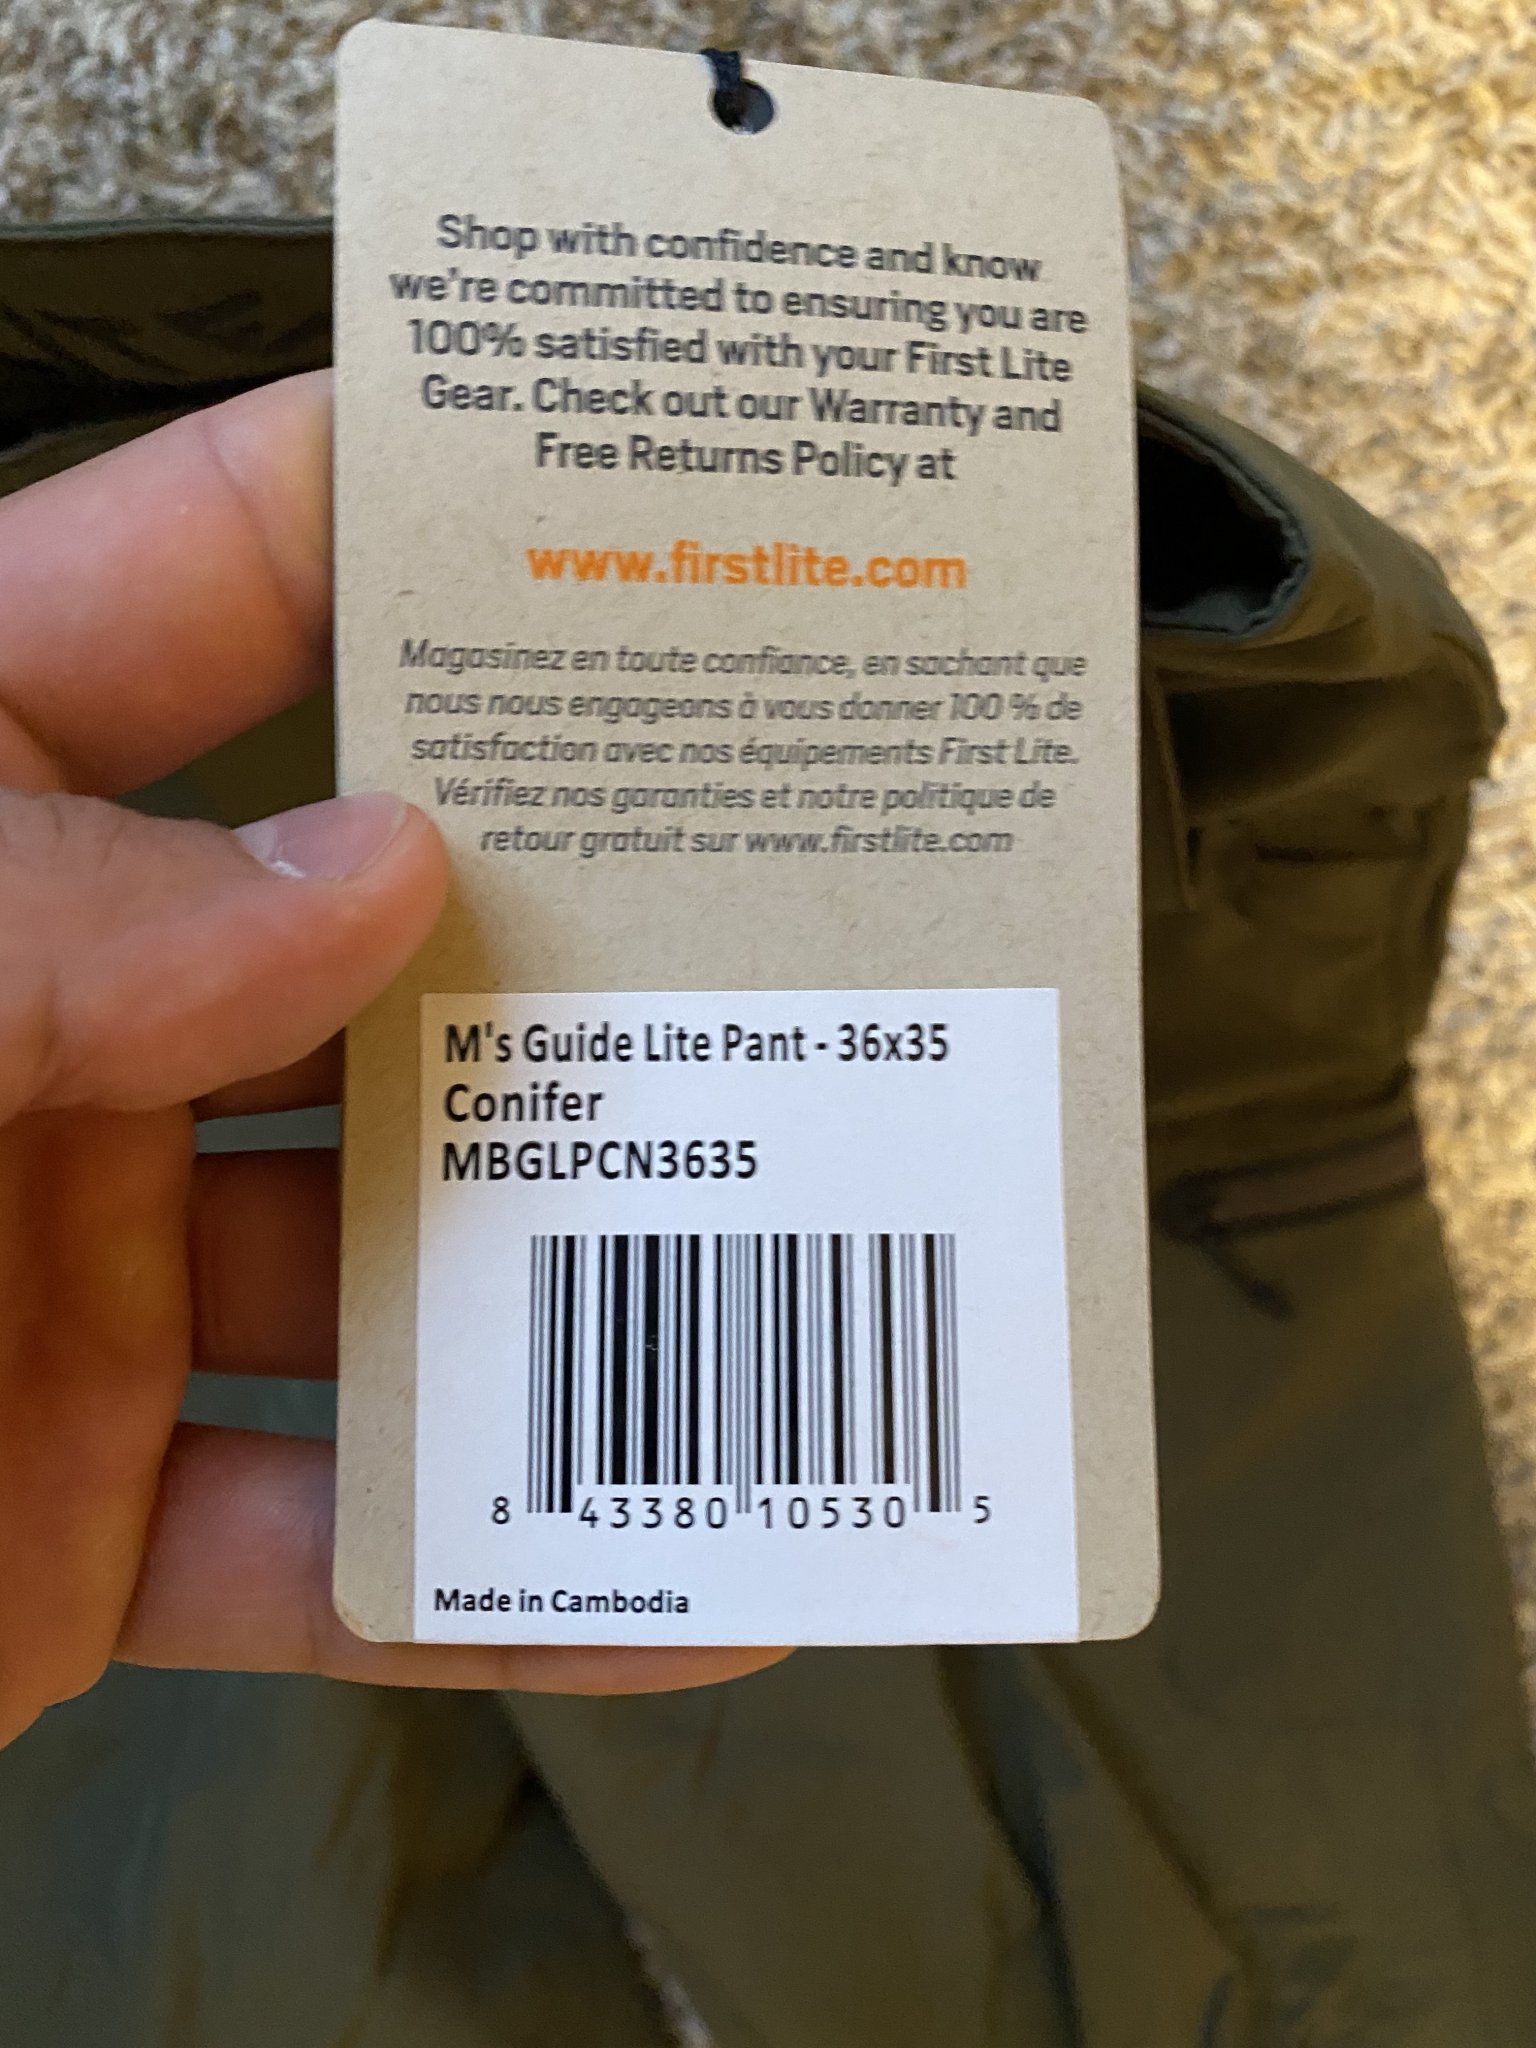 Shop with confidence and know
we're committed to ensuring you are
100% satisfied with your First Lite
Gear. Check out our Warranty and
Free Returns Policy at
www.firstlite.com
Magasinez en toute confiance, en sachant que
nous nous engageons à vous donner 100 % de
satisfaction avec nos équipements First Lite.
Vérifiez nos garanties et notre politique de
retour gratuit sur www.firstlite.com
M's Guide Lite Pant - 36x35
Conifer
MBGLPCN3635
8 43380 10530 5
Made in Cambodia